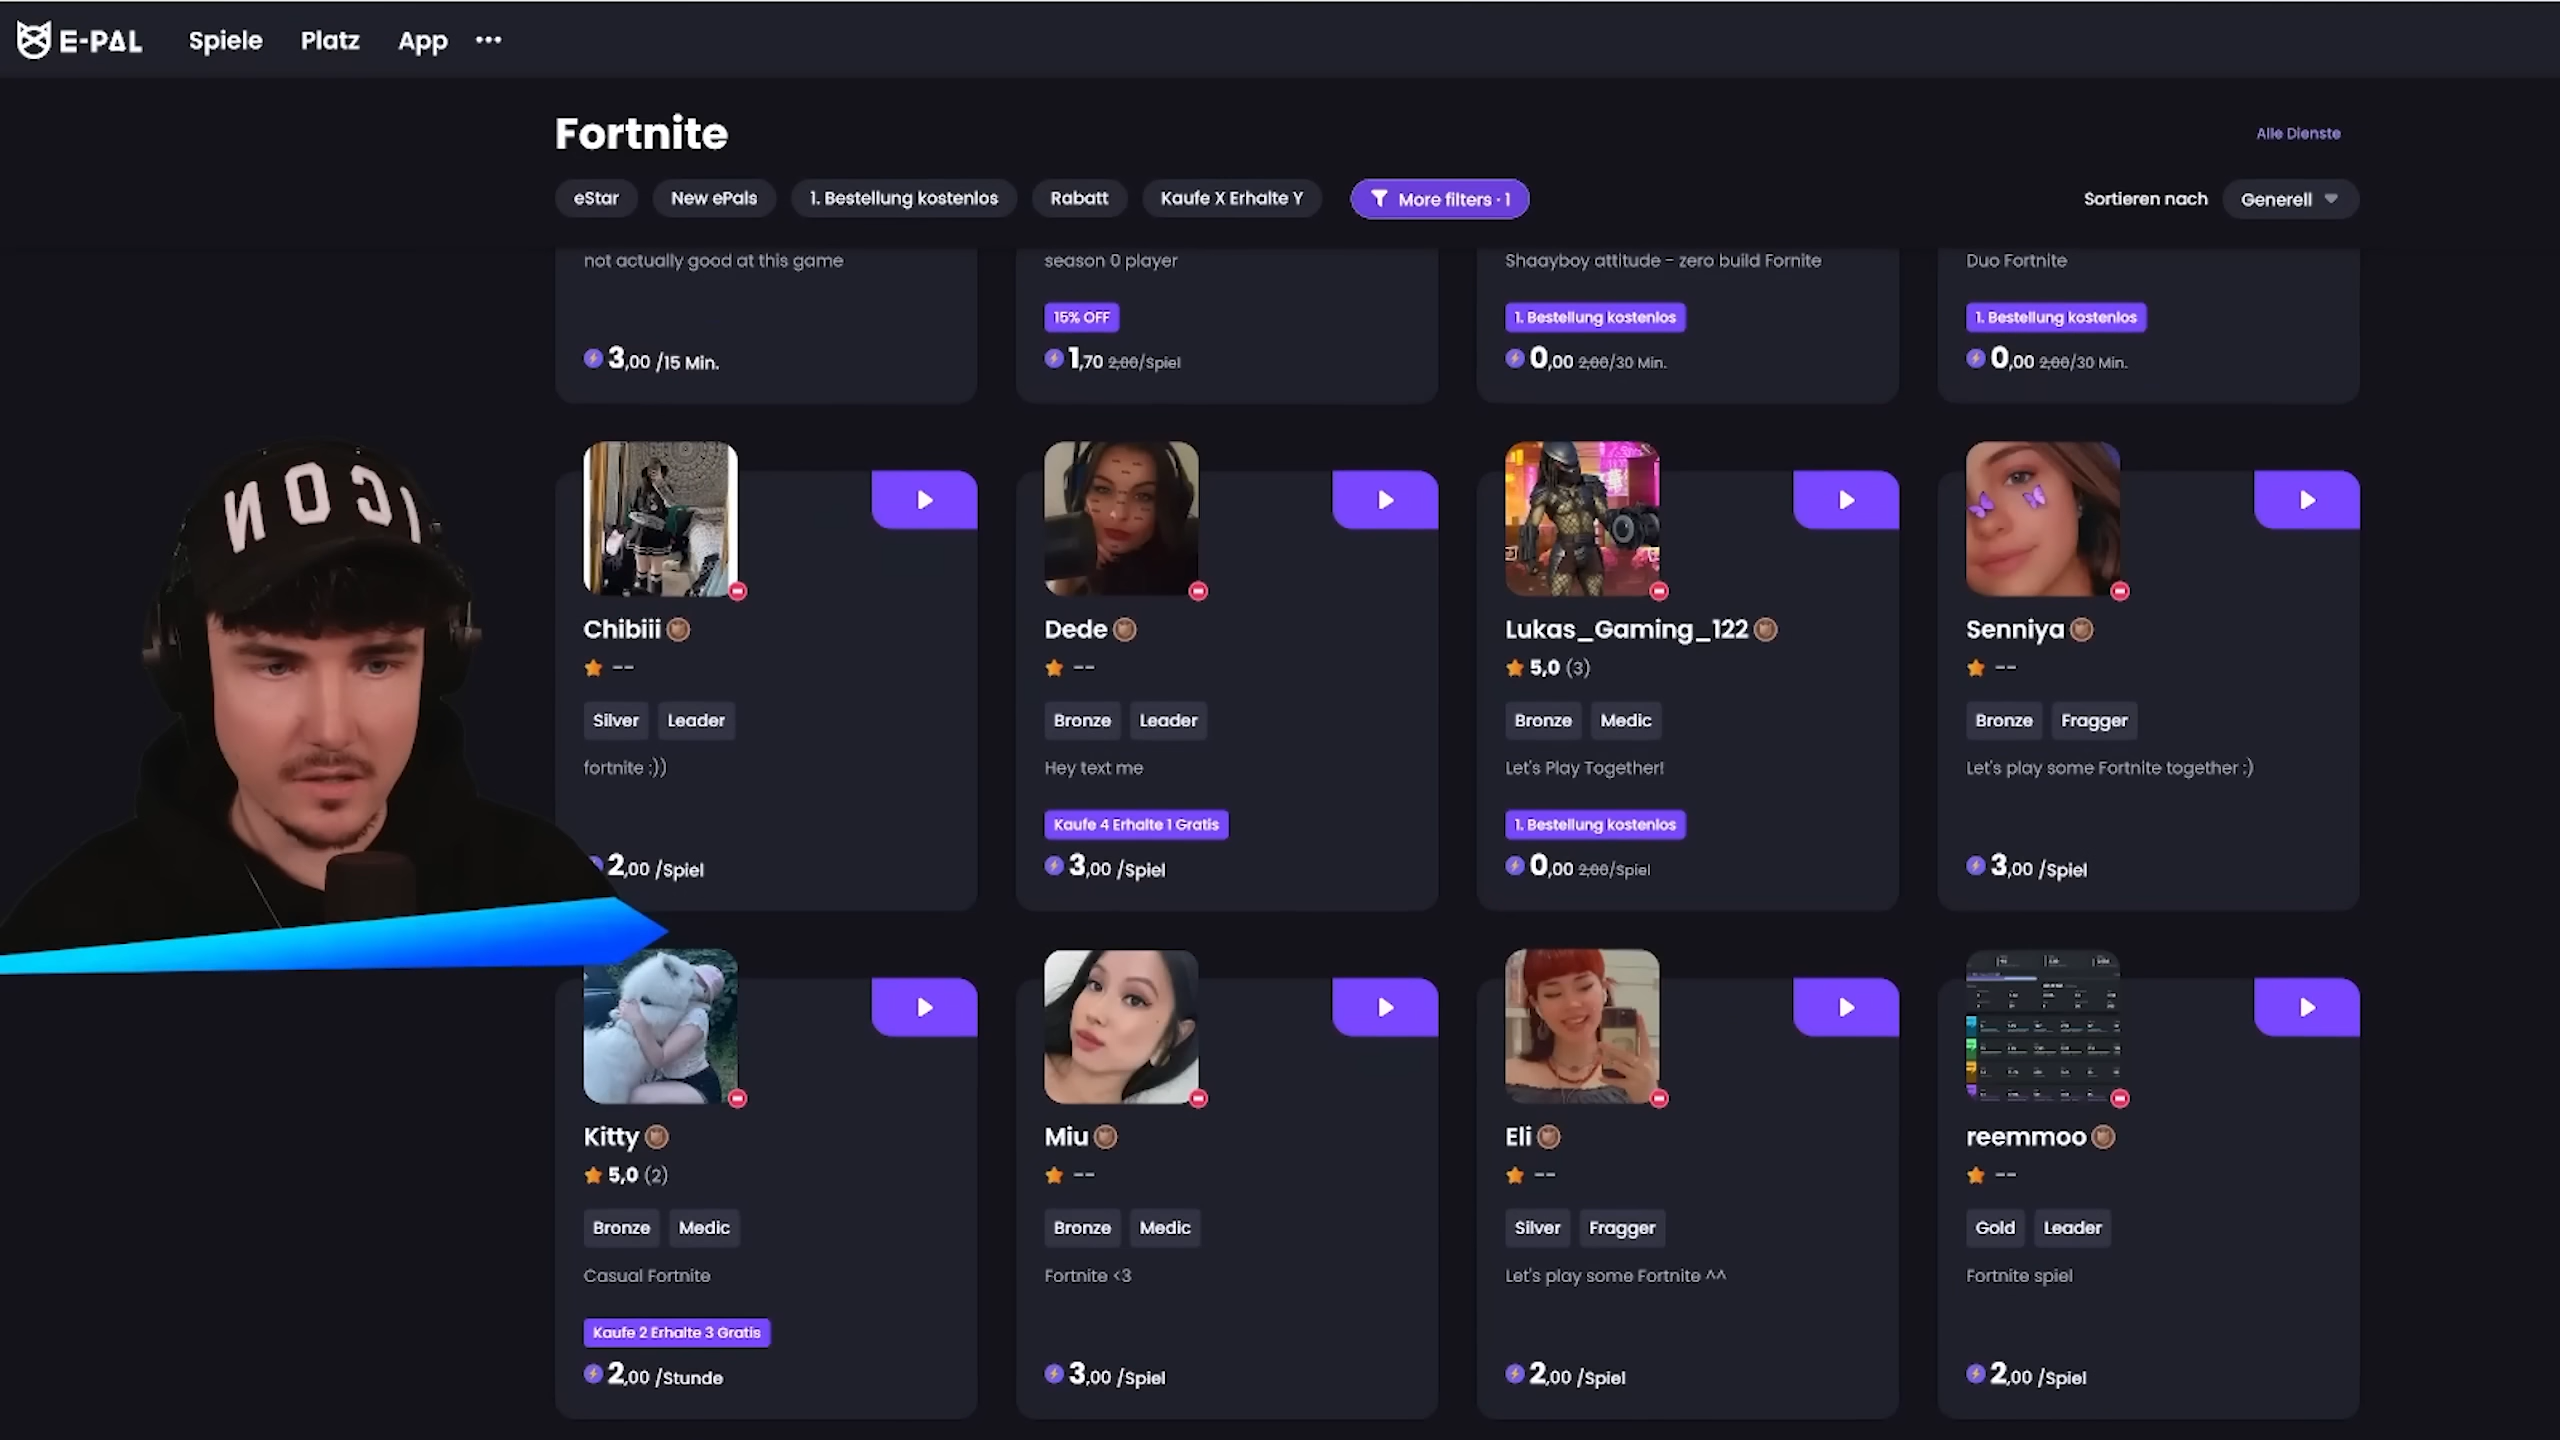 E-PAL Spiele Platz App •••
Fortnite
Alle Dienste
eStar New ePals 1. Bestellung kostenlos Rabatt Kaufe X Erhalte Y More filters · 1 Sortieren nach Generell
not actually good at this game
3,00 /15 Min.
season 0 player
15% OFF
1,70 2,00/Spiel
Shaayboy attitude - zero build Fornite
1. Bestellung kostenlos
0,00 2,00/30 Min.
Duo Fortnite
1. Bestellung kostenlos
0,00 2,00/30 Min.
ICON
Chibiii
--
Silver Leader
fortnite :))
2,00 /Spiel
Dede
--
Bronze Leader
Hey text me
Kaufe 4 Erhalte 1 Gratis
3,00 /Spiel
Lukas_Gaming_122
5,0 (3)
Bronze Medic
Let's Play Together!
1. Bestellung kostenlos
0,00 2,00/Spiel
Senniya
--
Bronze Fragger
Let's play some Fortnite together :)
3,00 /Spiel
Kitty
5,0 (2)
Bronze Medic
Casual Fortnite
Kaufe 2 Erhalte 3 Gratis
2,00 /Stunde
Miu
--
Bronze Medic
Fortnite <3
3,00 /Spiel
Eli
--
Silver Fragger
Let's play some Fortnite ^^
2,00 /Spiel
reemmoo
--
Gold Leader
Fortnite spiel
2,00 /Spiel